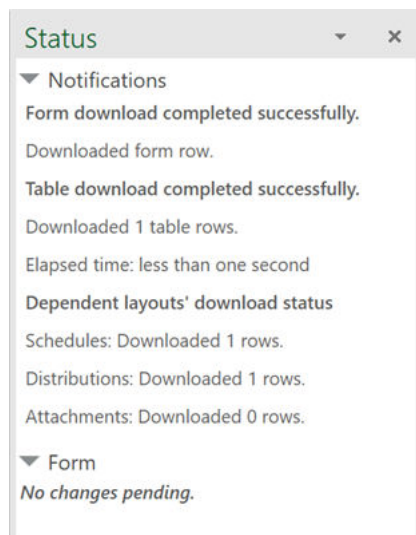 Status
Notifications
Form download completed successfully.
Downloaded form row.
Table download completed successfully.
Downloaded 1 table rows.
Elapsed time: less than one second
Dependent layouts' download status
Schedules: Downloaded 1 rows.
Distributions: Downloaded 1 rows.
Attachments: Downloaded 0 rows.
Form
No changes pending.